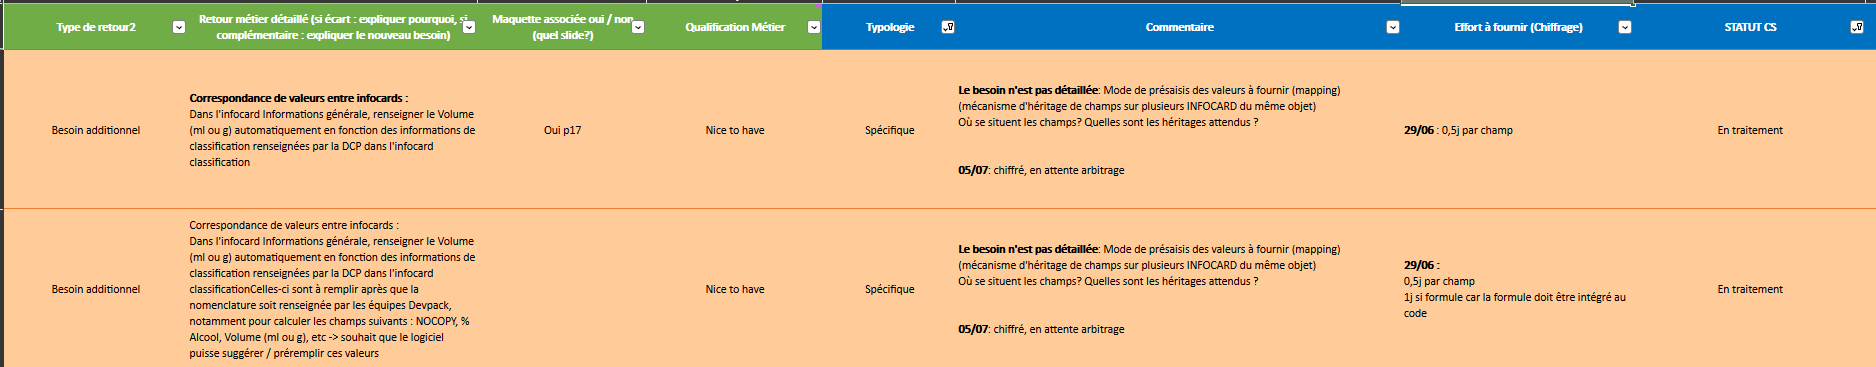 Type de retour2
Retour métier détaillé (si écart : expliquer pourquoi, si
complémentaire : expliquer le nouveau besoin)
Maquette associée oui / non
(quel slide?)
Qualification Métier
Typologie
Commentaire
Effort à fournir (Chiffrage)
STATUT CS
Besoin additionnel
Correspondance de valeurs entre infocards :
Dans l'infocard Informations générale, renseigner le Volume
(ml ou g) automatiquement en fonction des informations de
classification renseignées par la DCP dans l'infocard
classification
Oui p17
Nice to have
Spécifique
Le besoin n'est pas détaillée: Mode de présaisis des valeurs à fournir (mapping)
(mécanisme d'héritage de champs sur plusieurs INFOCARD du même objet)
Où se situent les champs? Quelles sont les héritages attendus ?
05/07: chiffré, en attente arbitrage
29/06 : 0,5j par champ
En traitement
Besoin additionnel
Correspondance de valeurs entre infocards :
Dans l'infocard Informations générale, renseigner le Volume
(ml ou g) automatiquement en fonction des informations de
classification renseignées par la DCP dans l'infocard
classificationCelles-ci sont à remplir après que la
nomenclature soit renseignée par les équipes Devpack,
notamment pour calculer les champs suivants : NOCOPY, %
Alcool, Volume (ml ou g), etc -> souhait que le logiciel
puisse suggérer / préremplir ces valeurs
Nice to have
Spécifique
Le besoin n'est pas détaillée: Mode de présaisis des valeurs à fournir (mapping)
(mécanisme d'héritage de champs sur plusieurs INFOCARD du même objet)
Où se situent les champs? Quelles sont les héritages attendus ?
05/07: chiffré, en attente arbitrage
29/06 :
0,5j par champ
1j si formule car la formule doit être intégré au
code
En traitement